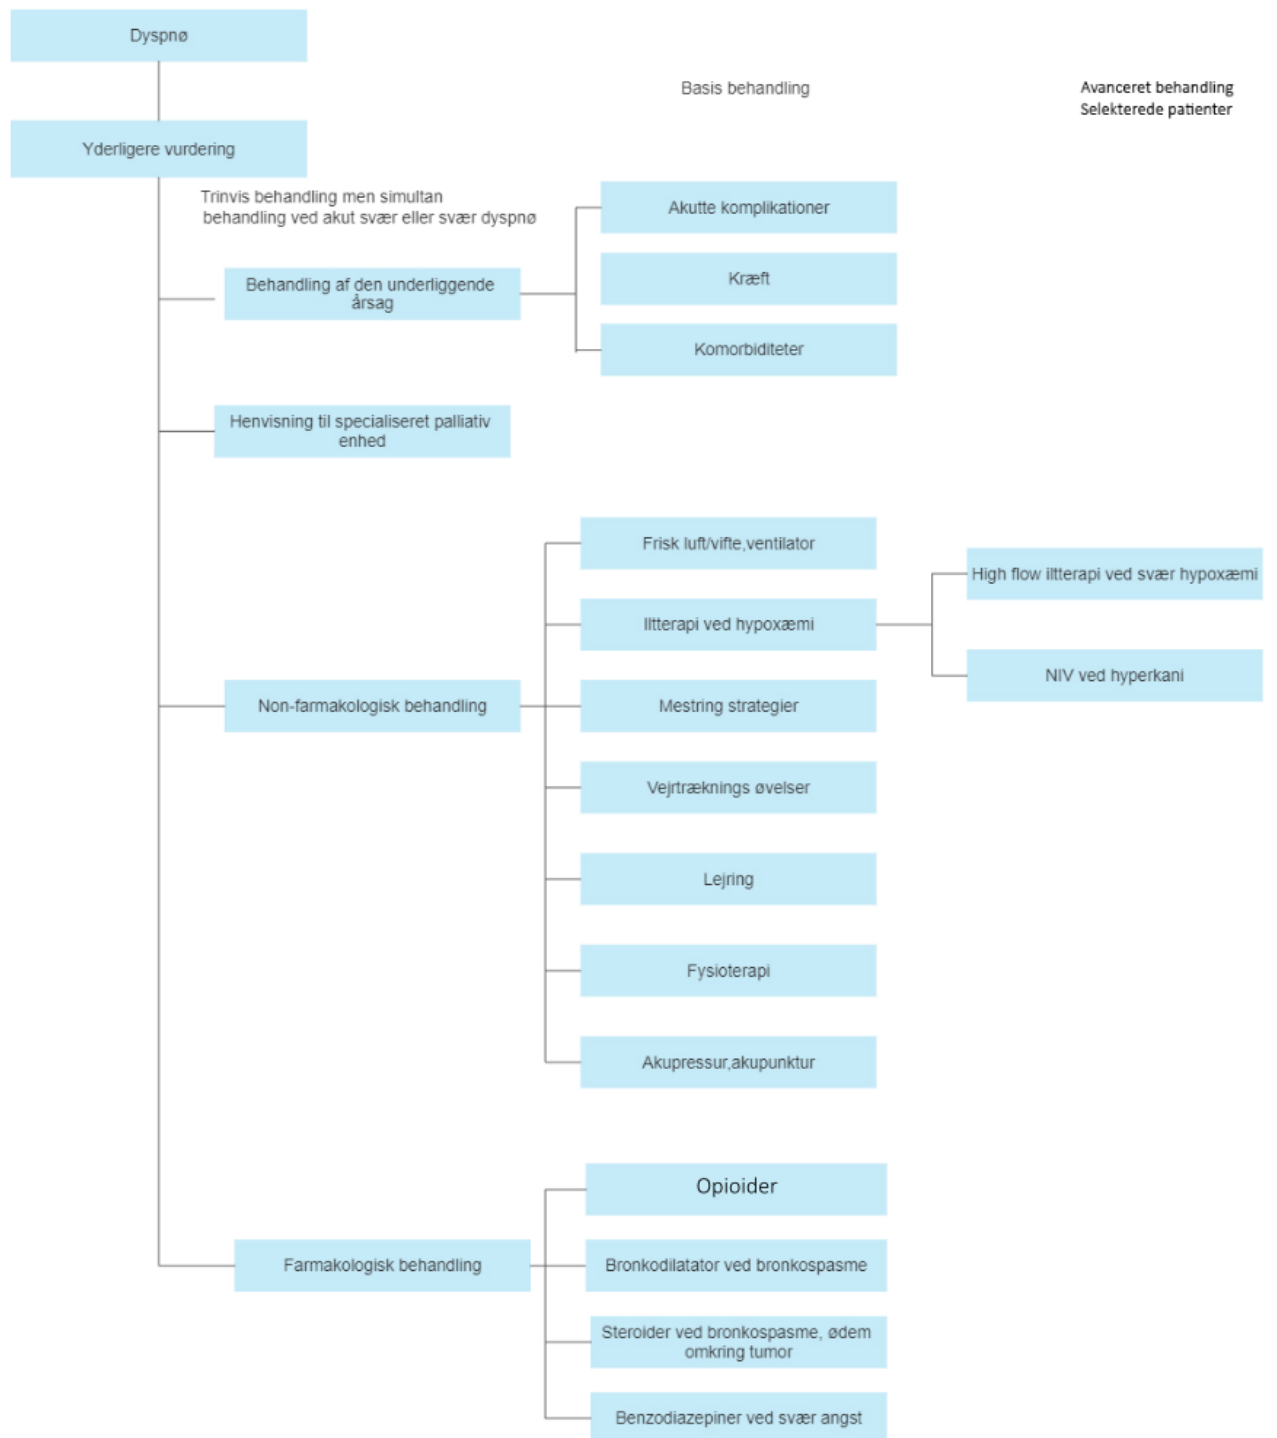 Dyspnø
Basis behandling
Avanceret behandling
Selekterede patienter
Yderligere vurdering
Trinvis behandling men simultan
behandling ved akut svær eller svær dyspnø
Akutte komplikationer
Behandling af den underliggende
årsag
Kræft
Komorbiditeter
Henvisning til specialiseret palliativ
enhed
Frisk luft/vifte,ventilator
High flow iltterapi ved svær hypoxæmi
Iltterapi ved hypoxæmi
NIV ved hyperkani
Non-farmakologisk behandling
Mestring strategier
Vejrtræknings øvelser
Lejring
Fysioterapi
Akupressur,akupunktur
Opioider
Farmakologisk behandling
Bronkodilatator ved bronkospasme
Steroider ved bronkospasme, ødem
omkring tumor
Benzodiazepiner ved svær angst